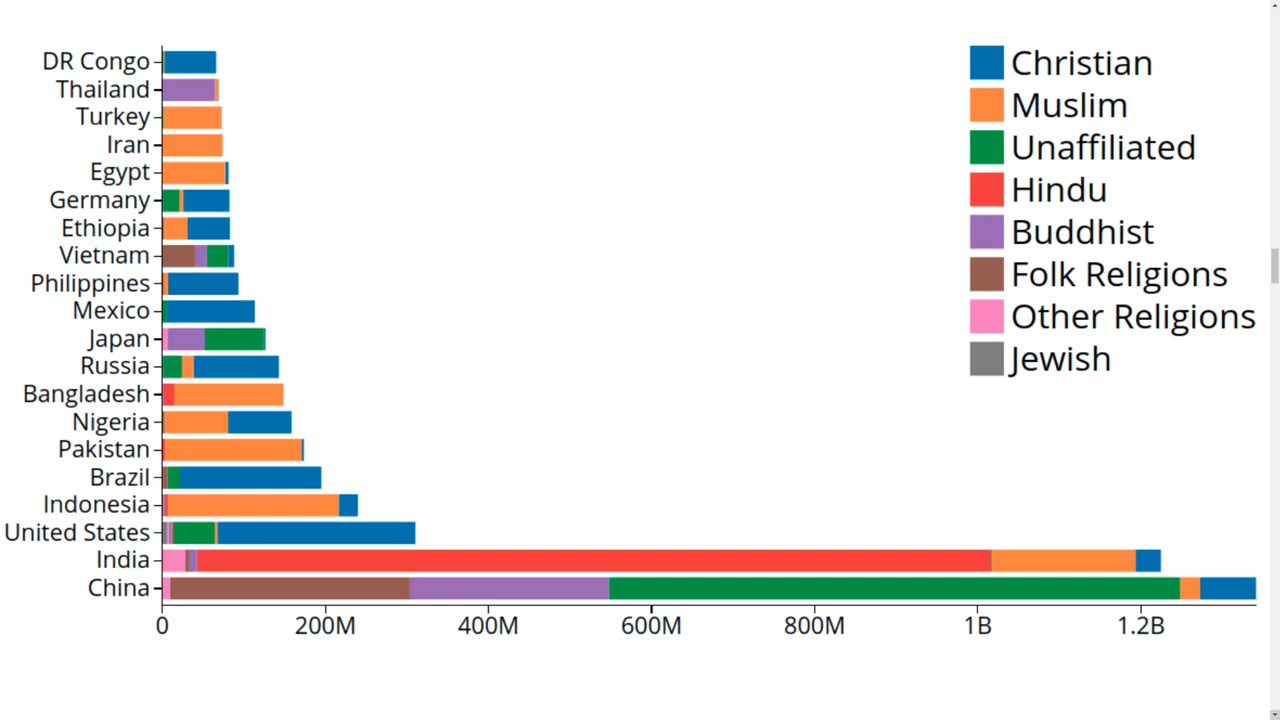 DR Congo
Thailand
Turkey
Iran
Egypt
Germany
Ethiopia
Vietnam
Philippines
Mexico
Japan
Russia
Bangladesh
Nigeria
Pakistan
Brazil
Indonesia
United States
India
China
0 200M 400M 600M 800M 1B 1.2B
Christian
Muslim
Unaffiliated
Hindu
Buddhist
Folk Religions
Other Religions
Jewish